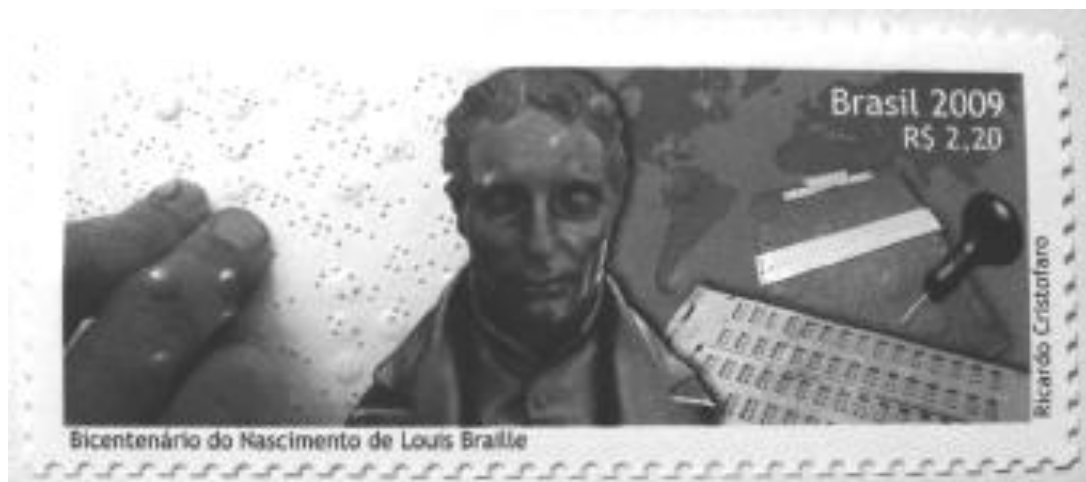 Brasil 2009
R$ 2,20
Ricardo Cristofaro
Bicentenário do Nascimento de Louis Braille